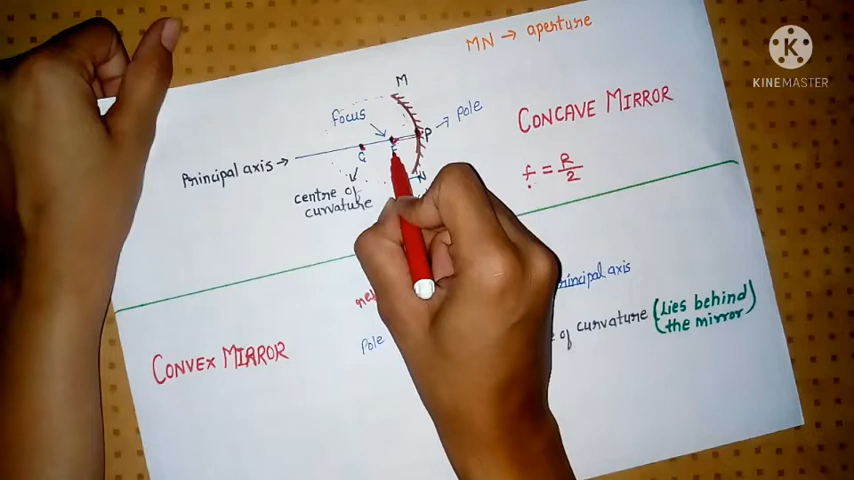 MN → aperture
K
KINEMASTER
M
focus
P → Pole
CONCAVE MIRROR
Principal axis →
C
F
N
f = R/2
centre of
curvature
principal axis
of curvature (Lies behind
the mirror)
CONVEX MIRROR
Pole